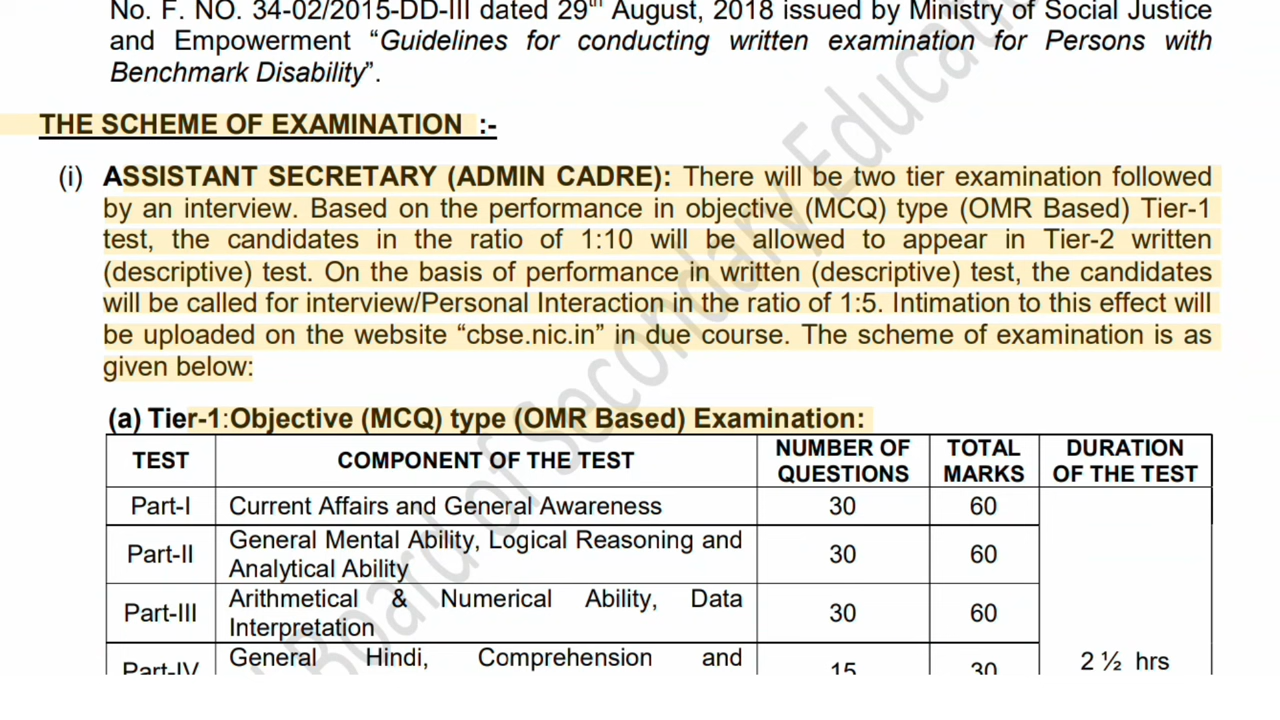 No. F. NO. 34-02/2015-DD-III dated 29th August, 2018 issued by Ministry of Social Justice
and Empowerment “Guidelines for conducting written examination for Persons with
Benchmark Disability”.
THE SCHEME OF EXAMINATION :-
(i) ASSISTANT SECRETARY (ADMIN CADRE): There will be two tier examination followed
by an interview. Based on the performance in objective (MCQ) type (OMR Based) Tier-1
test, the candidates in the ratio of 1:10 will be allowed to appear in Tier-2 written
(descriptive) test. On the basis of performance in written (descriptive) test, the candidates
will be called for interview/Personal Interaction in the ratio of 1:5. Intimation to this effect will
be uploaded on the website “cbse.nic.in” in due course. The scheme of examination is as
given below:
(a) Tier-1:Objective (MCQ) type (OMR Based) Examination:
TEST COMPONENT OF THE TEST NUMBER OF QUESTIONS TOTAL MARKS DURATION OF THE TEST
Part-I Current Affairs and General Awareness 30 60
Part-II General Mental Ability, Logical Reasoning and
Analytical Ability 30 60
Part-III Arithmetical & Numerical Ability, Data
Interpretation 30 60
Part-IV General Hindi, Comprehension and 15 30 2 ½ hrs
Board of Secondary Educati